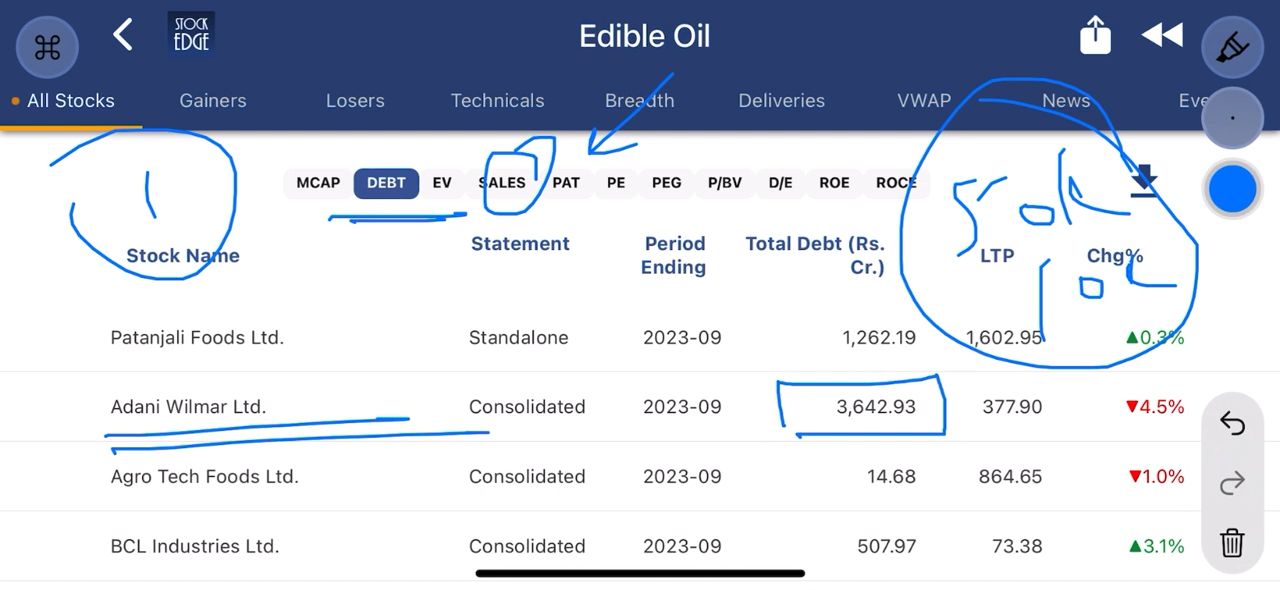 STOCK
EDGE
Edible Oil
All Stocks Gainers Losers Technicals Breadth Deliveries VWAP News Eve
MCAP DEBT EV SALES PAT PE PEG P/BV D/E ROE ROCE
1
50k
10L
Stock Name Statement Period Ending Total Debt (Rs. Cr.) LTP Chg%
Patanjali Foods Ltd. Standalone 2023-09 1,262.19 1,602.95 ▲0.3%
Adani Wilmar Ltd. Consolidated 2023-09 3,642.93 377.90 ▼4.5%
Agro Tech Foods Ltd. Consolidated 2023-09 14.68 864.65 ▼1.0%
BCL Industries Ltd. Consolidated 2023-09 507.97 73.38 ▲3.1%